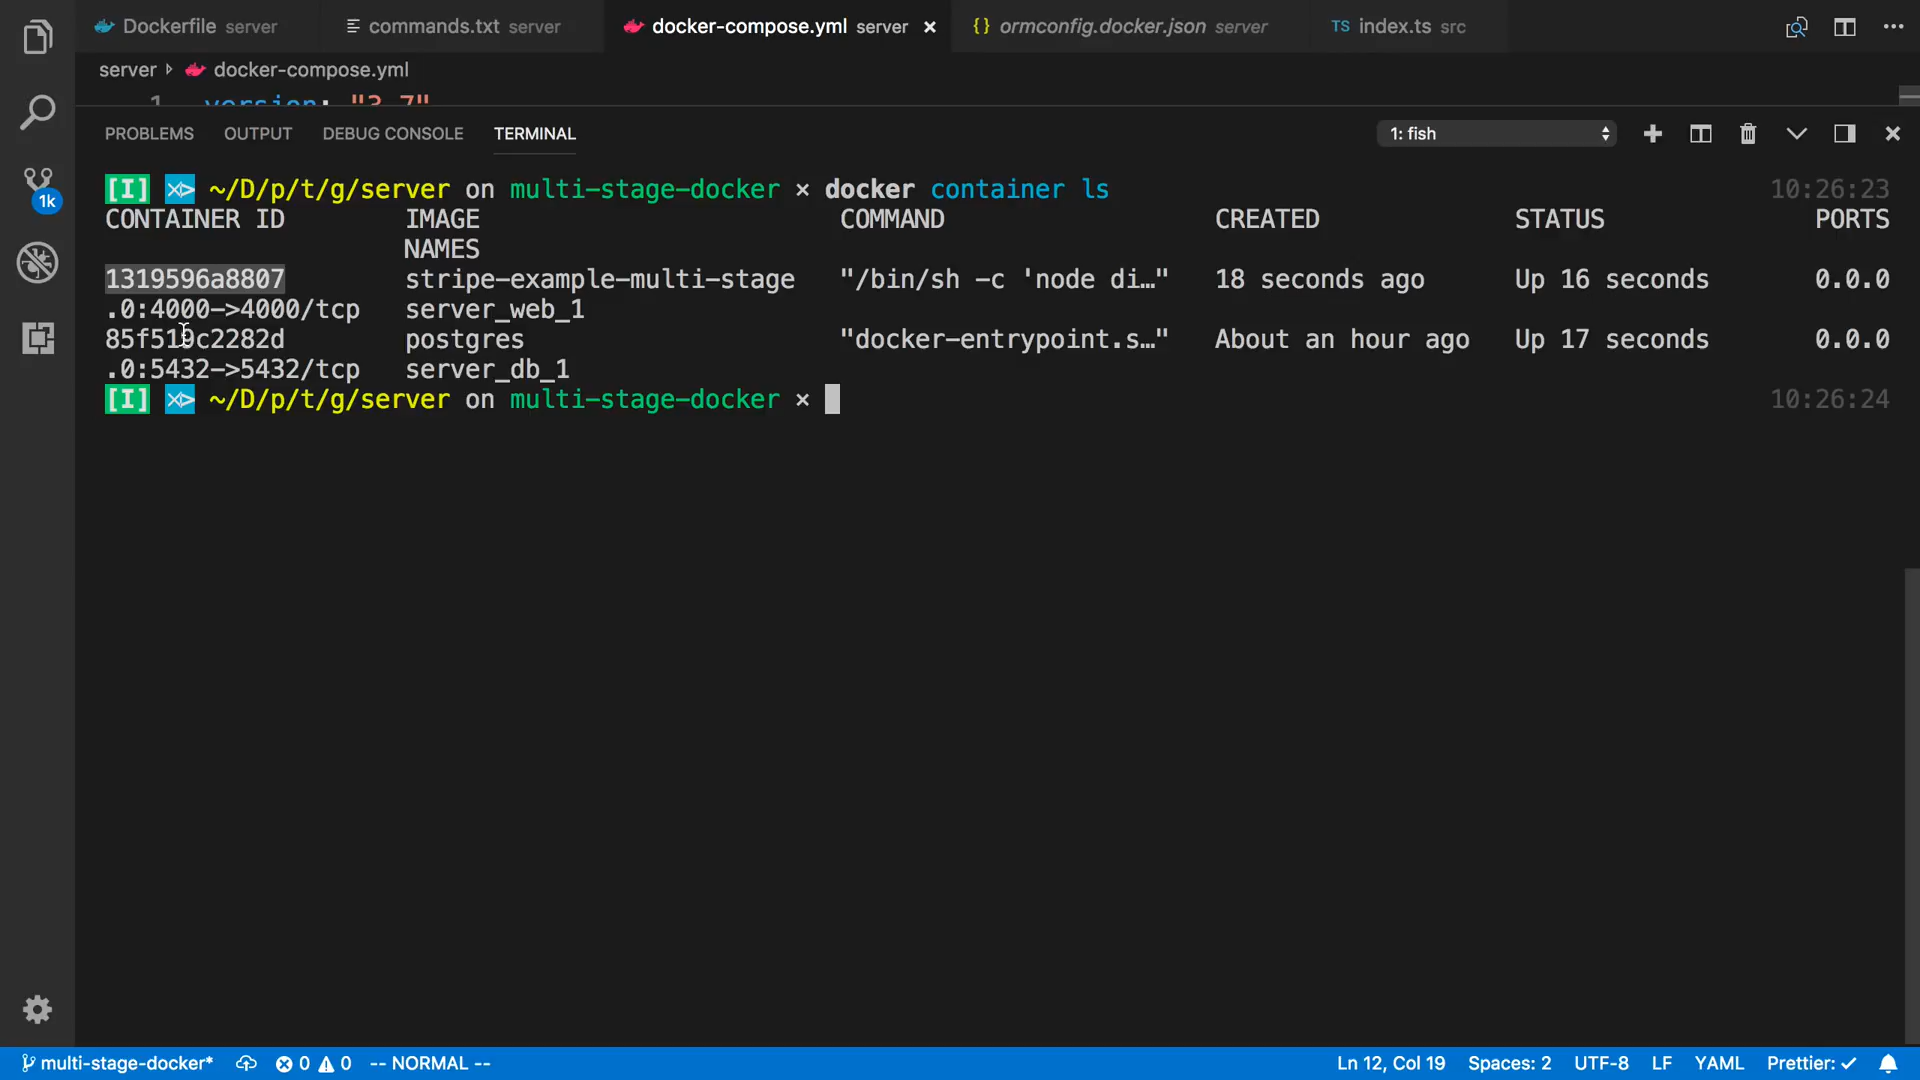 Dockerfile server commands.txt server docker-compose.yml server ormconfig.docker.json server TS index.ts src
server docker-compose.yml
1 version: "3.7"
PROBLEMS OUTPUT DEBUG CONSOLE TERMINAL 1: fish
1k
[I] ~/D/p/t/g/server on multi-stage-docker × docker container ls 10:26:23
CONTAINER ID IMAGE COMMAND CREATED STATUS PORTS
NAMES
1319596a8807 stripe-example-multi-stage "/bin/sh -c 'node di…" 18 seconds ago Up 16 seconds 0.0.0
.0:4000->4000/tcp server_web_1
85f519c2282d postgres "docker-entrypoint.s…" About an hour ago Up 17 seconds 0.0.0
.0:5432->5432/tcp server_db_1
[I] ~/D/p/t/g/server on multi-stage-docker × 10:26:24
multi-stage-docker* 0 0 -- NORMAL -- Ln 12, Col 19 Spaces: 2 UTF-8 LF YAML Prettier: ✓